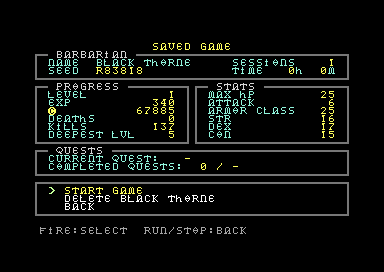 SAVED GAME
BARBARIAN
NAME BLACK THORNE SESSIONS 1
SEED R83818 TIME 0h 0m
PROGRESS STATS
LEVEL 1 MAX HP 25
EXP 340 ATTACK 6
© 67885 ARMOR CLASS 25
DEATHS 0 STR 16
KILLS 137 DEX 17
DEEPEST LVL 5 CON 15
QUESTS
CURRENT QUEST: -
COMPLETED QUESTS: 0 / -
> START GAME
DELETE BLACK THORNE
BACK
FIRE:SELECT RUN/STOP:BACK